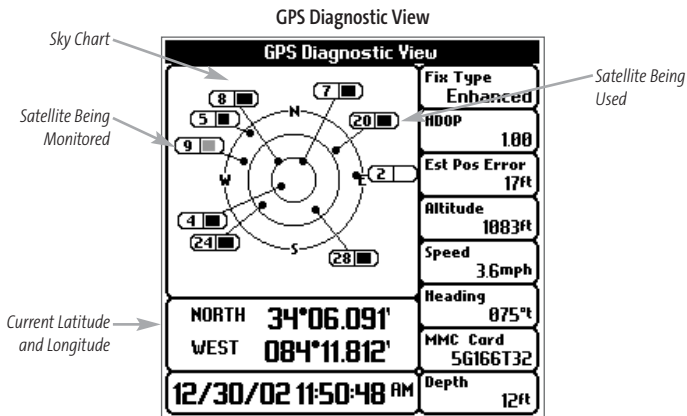 GPS Diagnostic View
Sky Chart
GPS Diagnostic View
Satellite Being
Monitored
Satellite Being
Used
8
7
5
20
9
2
4
24
28
N
W
E
S
Fix Type
Enhanced
HDOP
1.00
Est Pos Error
17ft
Altitude
1083ft
Speed
3.6mph
Heading
075°t
MMC Card
5G166T32
Depth
12ft
Current Latitude
and Longitude
NORTH 34°06.091'
WEST 084°11.812'
12/30/02 11:50:48 AM